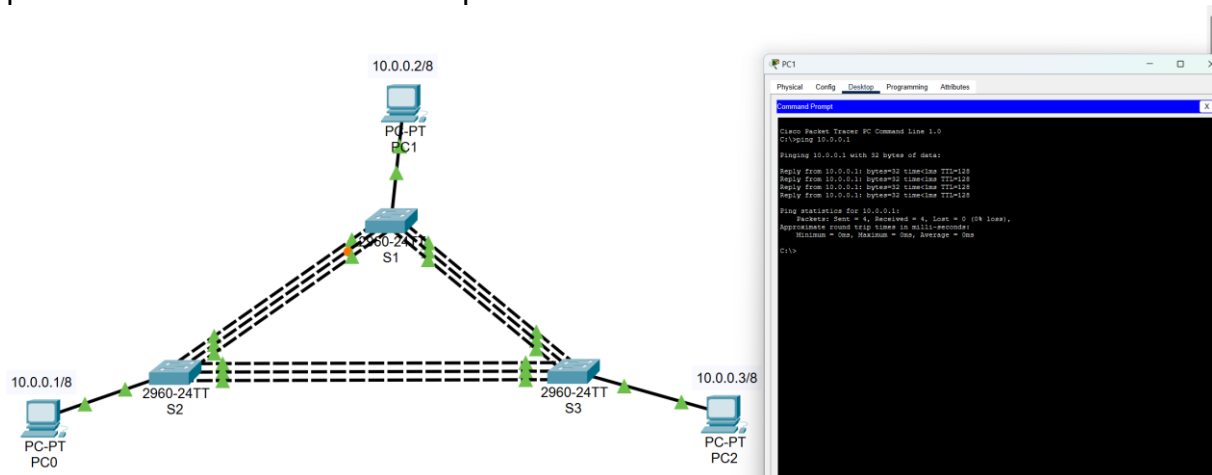 10.0.0.2/8
PC-PT
PC1
2960-24TT
S1
10.0.0.1/8
PC-PT
PC0
2960-24TT
S2
2960-24TT
S3
10.0.0.3/8
PC-PT
PC2
PC1
Physical Config Desktop Programming Attributes
Command Prompt
X
Cisco Packet Tracer PC Command Line 1.0
C:\>ping 10.0.0.1
Pinging 10.0.0.1 with 32 bytes of data:
Reply from 10.0.0.1: bytes=32 time<1ms TTL=128
Reply from 10.0.0.1: bytes=32 time<1ms TTL=128
Reply from 10.0.0.1: bytes=32 time<1ms TTL=128
Reply from 10.0.0.1: bytes=32 time<1ms TTL=128
Ping statistics for 10.0.0.1:
Packets: Sent = 4, Received = 4, Lost = 0 (0% loss),
Approximate round trip times in milli-seconds:
Minimum = 0ms, Maximum = 0ms, Average = 0ms
C:\>